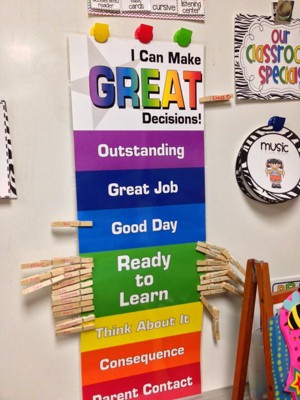 I Can Make
GREAT
Decisions!
Outstanding
Great Job
Good Day
Ready
to
Learn
Think About It
Consequence
Parent Contact
our
classroom
specials
music